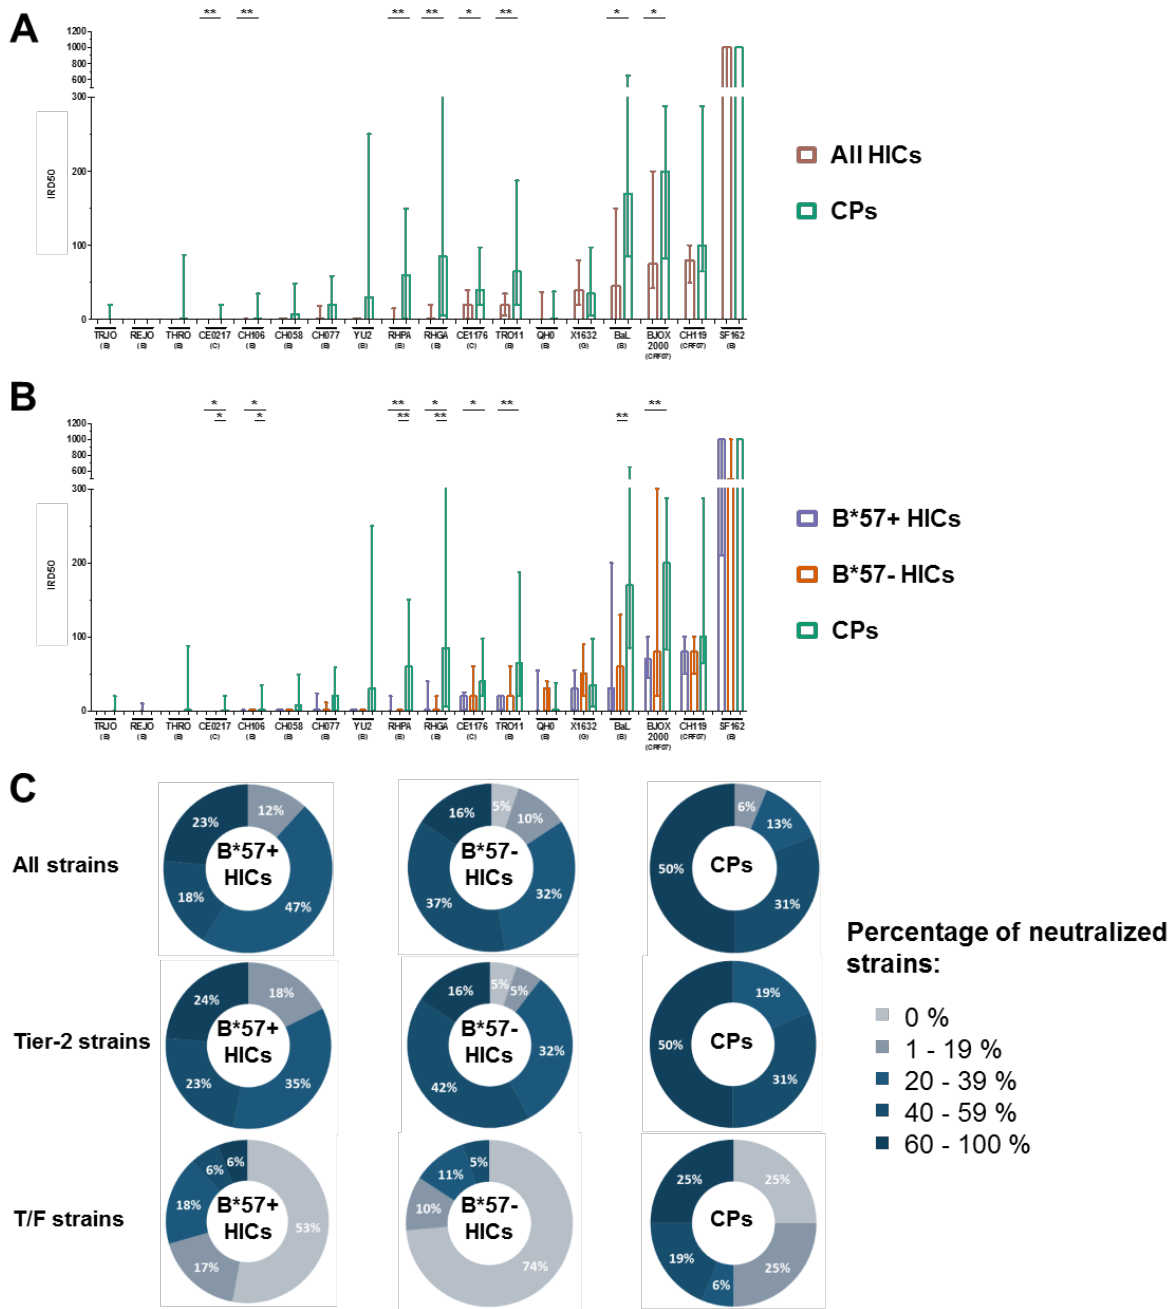 A
** ** ** ** * ** * *
1200
1000
800
600
300
200
100
0
IRD50
TRJO REJO THRO CE0217 CH106 CH058 CH077 YU2 RHPA RHGA CE1176 TRO11 QH0 X1632 BaL BJOX CH119 SF162
(B) (B) (B) (C) (B) (B) (B) (B) (B) (B) (C) (B) (B) (G) (B) 2000 (CRF07) (B)
(CRF07)
All HICs
CPs
B
* * ** * * ** **
* * ** ** **
1200
1000
800
600
300
200
100
0
IRD50
TRJO REJO THRO CE0217 CH106 CH058 CH077 YU2 RHPA RHGA CE1176 TRO11 QH0 X1632 BaL BJOX CH119 SF162
(B) (B) (B) (C) (B) (B) (B) (B) (B) (B) (C) (B) (B) (G) (B) 2000 (CRF07) (B)
(CRF07)
B*57+ HICs
B*57- HICs
CPs
C
All strains
12%
47%
18%
23%
B*57+
HICs
5%
10%
32%
37%
16%
B*57-
HICs
6%
13%
31%
50%
CPs
Tier-2 strains
18%
35%
23%
24%
B*57+
HICs
5%
5%
32%
42%
16%
B*57-
HICs
19%
31%
50%
CPs
T/F strains
53%
17%
18%
6%
6%
B*57+
HICs
74%
10%
11%
5%
B*57-
HICs
25%
25%
6%
19%
25%
CPs
Percentage of neutralized
strains:
0 %
1 - 19 %
20 - 39 %
40 - 59 %
60 - 100 %